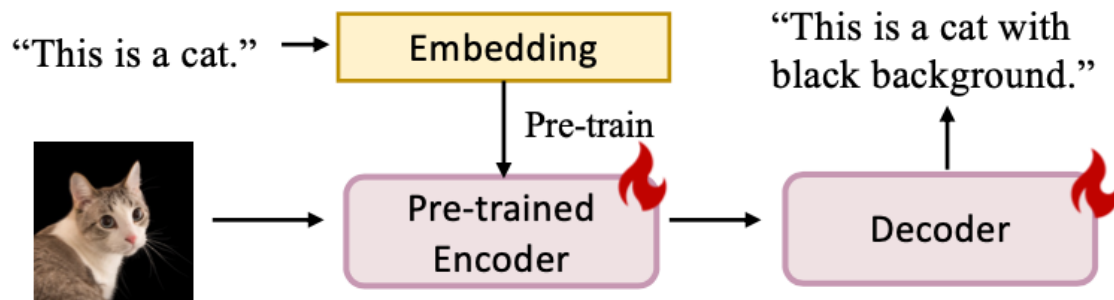 “This is a cat.”
Embedding
“This is a cat with
black background.”
Pre-train
Pre-trained
Encoder
Decoder